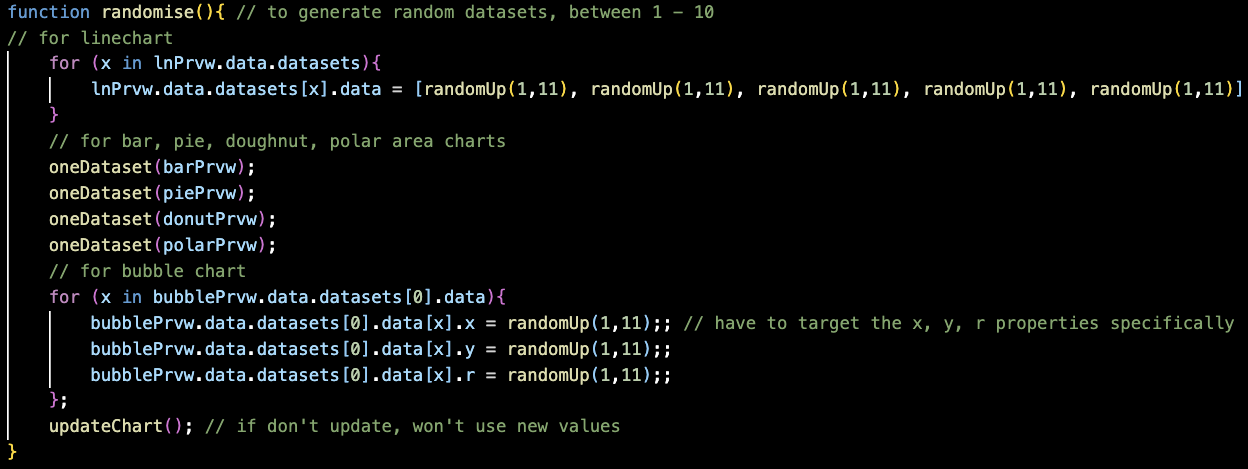 function randomise(){ // to generate random datasets, between 1 - 10
// for linechart
for (x in lnPrvw.data.datasets){
lnPrvw.data.datasets[x].data = [randomUp(1,11), randomUp(1,11), randomUp(1,11), randomUp(1,11), randomUp(1,11)]
}
// for bar, pie, doughnut, polar area charts
oneDataset(barPrvw);
oneDataset(piePrvw);
oneDataset(donutPrvw);
oneDataset(polarPrvw);
// for bubble chart
for (x in bubblePrvw.data.datasets[0].data){
bubblePrvw.data.datasets[0].data[x].x = randomUp(1,11);; // have to target the x, y, r properties specifically
bubblePrvw.data.datasets[0].data[x].y = randomUp(1,11);;
bubblePrvw.data.datasets[0].data[x].r = randomUp(1,11);;
};
updateChart(); // if don't update, won't use new values
}